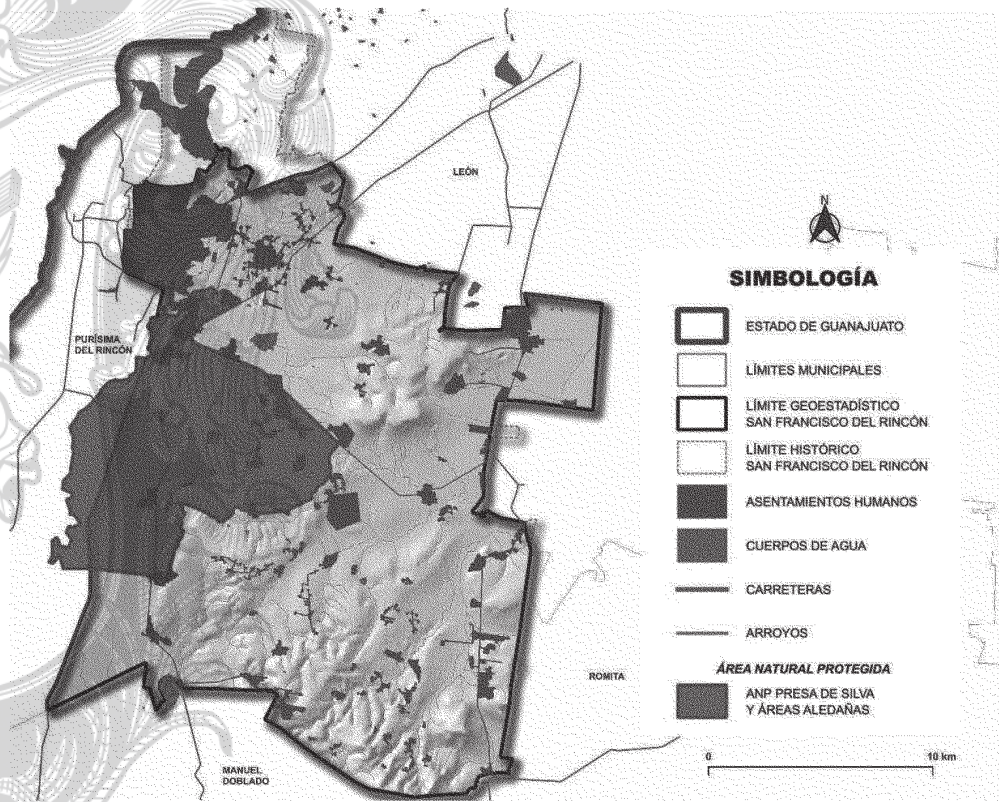 LEÓN
PURÍSIMA
DEL RINCÓN
ROMITA
MANUEL
DOBLADO
N
SIMBOLOGÍA
ESTADO DE GUANAJUATO
LÍMITES MUNICIPALES
LÍMITE GEOESTADÍSTICO
SAN FRANCISCO DEL RINCÓN
LÍMITE HISTÓRICO
SAN FRANCISCO DEL RINCÓN
ASENTAMIENTOS HUMANOS
CUERPOS DE AGUA
CARRETERAS
ARROYOS
ÁREA NATURAL PROTEGIDA
ANP PRESA DE SILVA
Y ÁREAS ALEDAÑAS
0 10 km